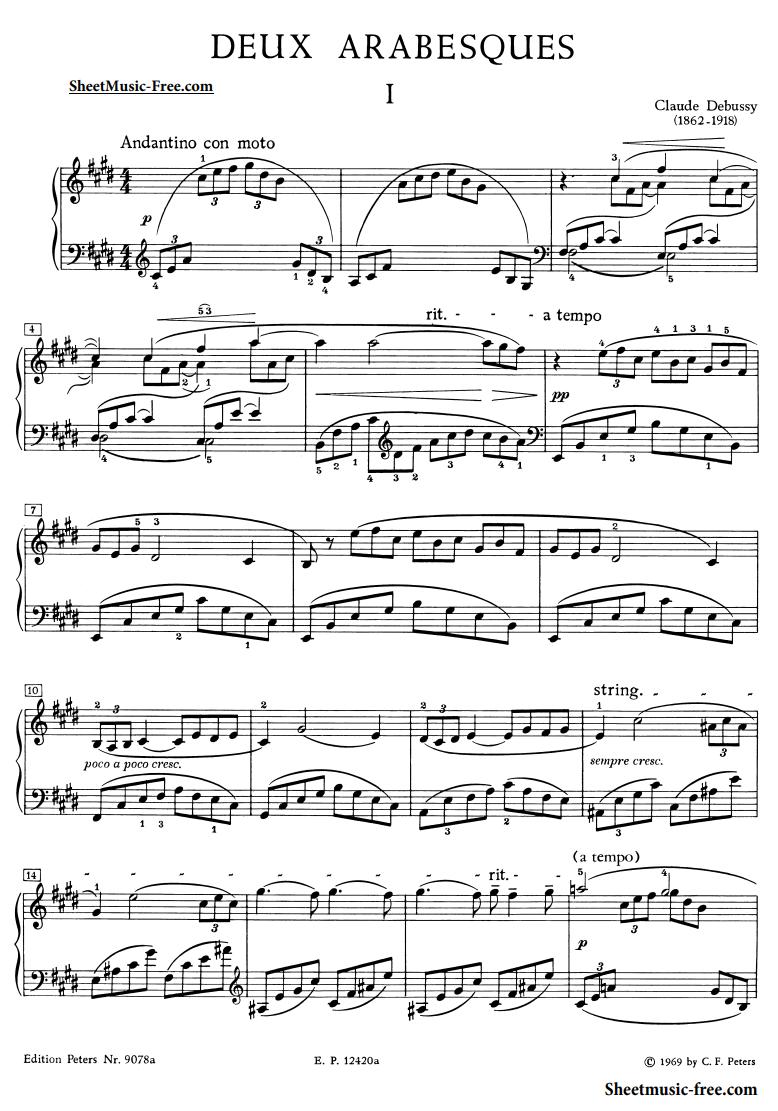 DEUX ARABESQUES
SheetMusic-Free.com
I
Claude Debussy
(1862-1918)
Andantino con moto
p
rit. - - - a tempo
4
pp
7
10
string. - - -
poco a poco cresc.
sempre cresc.
14
rit. - -
(a tempo)
p
Edition Peters Nr. 9078a
E. P. 12420a
© 1969 by C. F. Peters
Sheetmusic-free.com